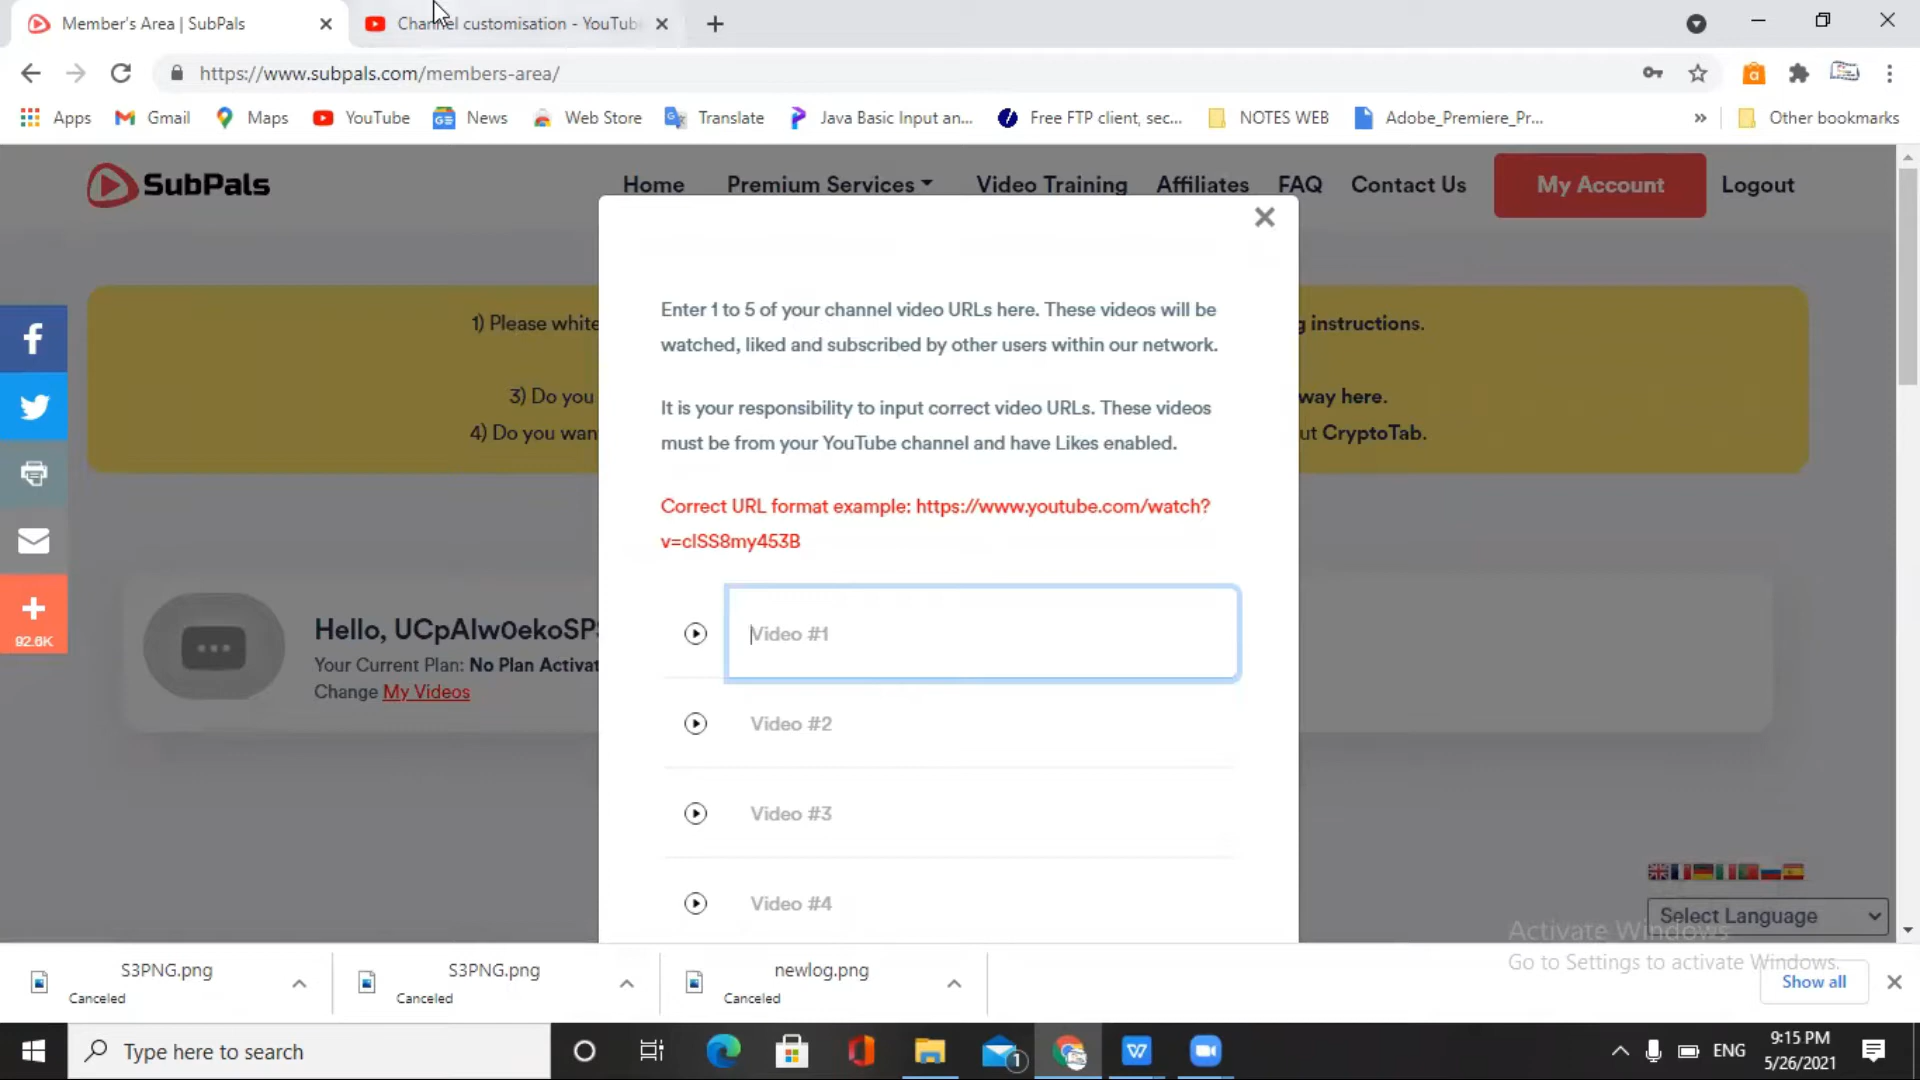 Member's Area | SubPals
Channel customisation - YouTub
https://www.subpals.com/members-area/
Apps
Gmail
Maps
YouTube
News
Web Store
Translate
Java Basic Input an...
Free FTP client, sec...
NOTES WEB
Adobe_Premiere_Pr...
Other bookmarks
SubPals
Home
Premium Services
Video Training
Affiliates
FAQ
Contact Us
My Account
Logout
1) Please white
g instructions.
3) Do you
way here.
4) Do you wan
ut CryptoTab.
Enter 1 to 5 of your channel video URLs here. These videos will be
watched, liked and subscribed by other users within our network.
It is your responsibility to input correct video URLs. These videos
must be from your YouTube channel and have Likes enabled.
Correct URL format example: https://www.youtube.com/watch?
v=clSS8my453B
Video #1
Video #2
Video #3
Video #4
92.6K
Hello, UCpAlw0ekoSPS
Your Current Plan: No Plan Activat
Change My Videos
Select Language
Activate Windows
Go to Settings to activate Windows.
S3PNG.png
Canceled
S3PNG.png
Canceled
newlog.png
Canceled
Show all
Type here to search
1
ENG
9:15 PM
5/26/2021